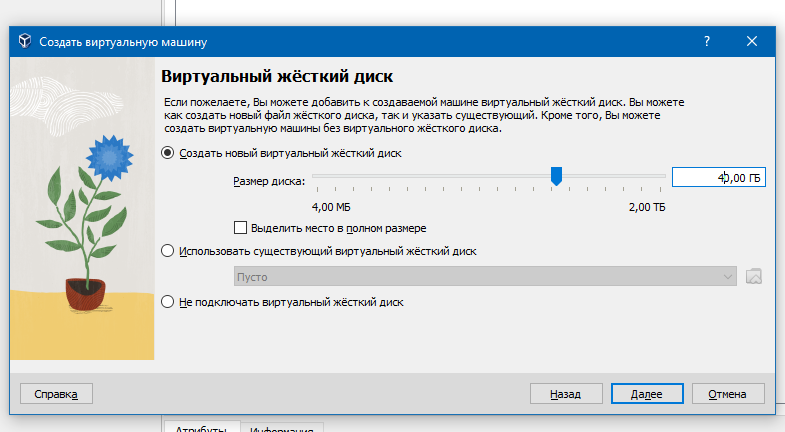 Создать виртуальную машину
?
Виртуальный жёсткий диск
Если пожелаете, Вы можете добавить к создаваемой машине виртуальный жёсткий диск. Вы можете
как создать новый файл жёсткого диска, так и указать существующий. Кроме того, Вы можете
создать виртуальную машины без виртуального жёсткого диска.
Создать новый виртуальный жёсткий диск
Размер диска:
40,00 ГБ
4,00 МБ
2,00 ТБ
Выделить место в полном размере
Использовать существующий виртуальный жёсткий диск
Пусто
Не подключать виртуальный жёсткий диск
Справка
Назад
Далее
Отмена
Атрибуты
Информация